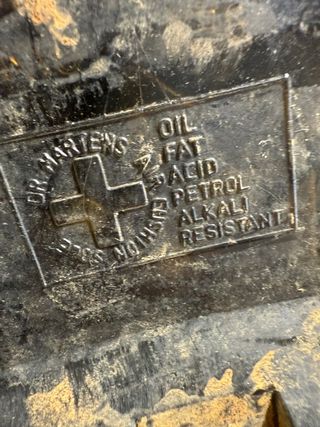 DR. MARTENS
AIR CUSHION SOLE
OIL
FAT
ACID
PETROL
ALKALI
RESISTANT